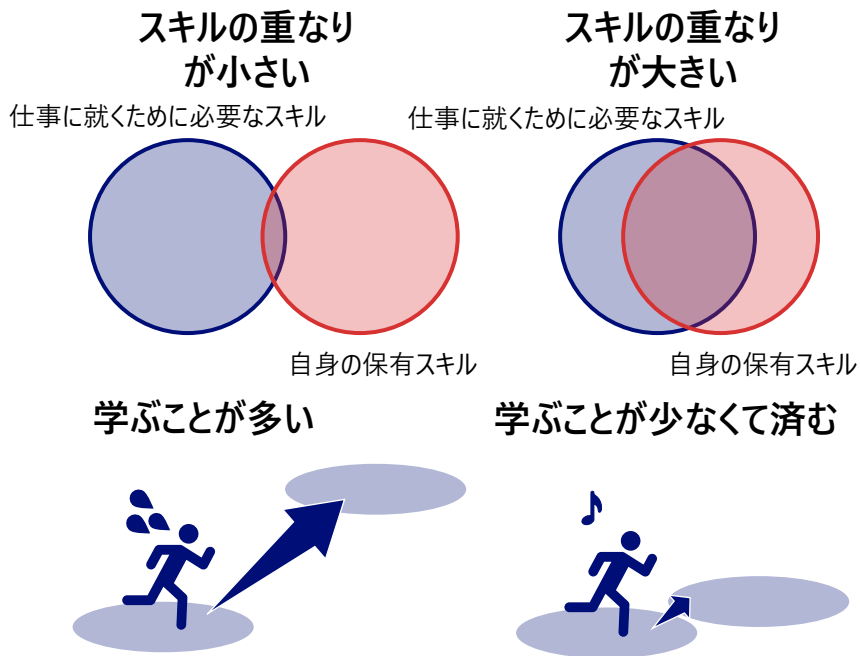 スキルの重なり
が小さい
仕事に就くために必要なスキル
自身の保有スキル
学ぶことが多い
スキルの重なり
が大きい
仕事に就くために必要なスキル
自身の保有スキル
学ぶことが少なくて済む